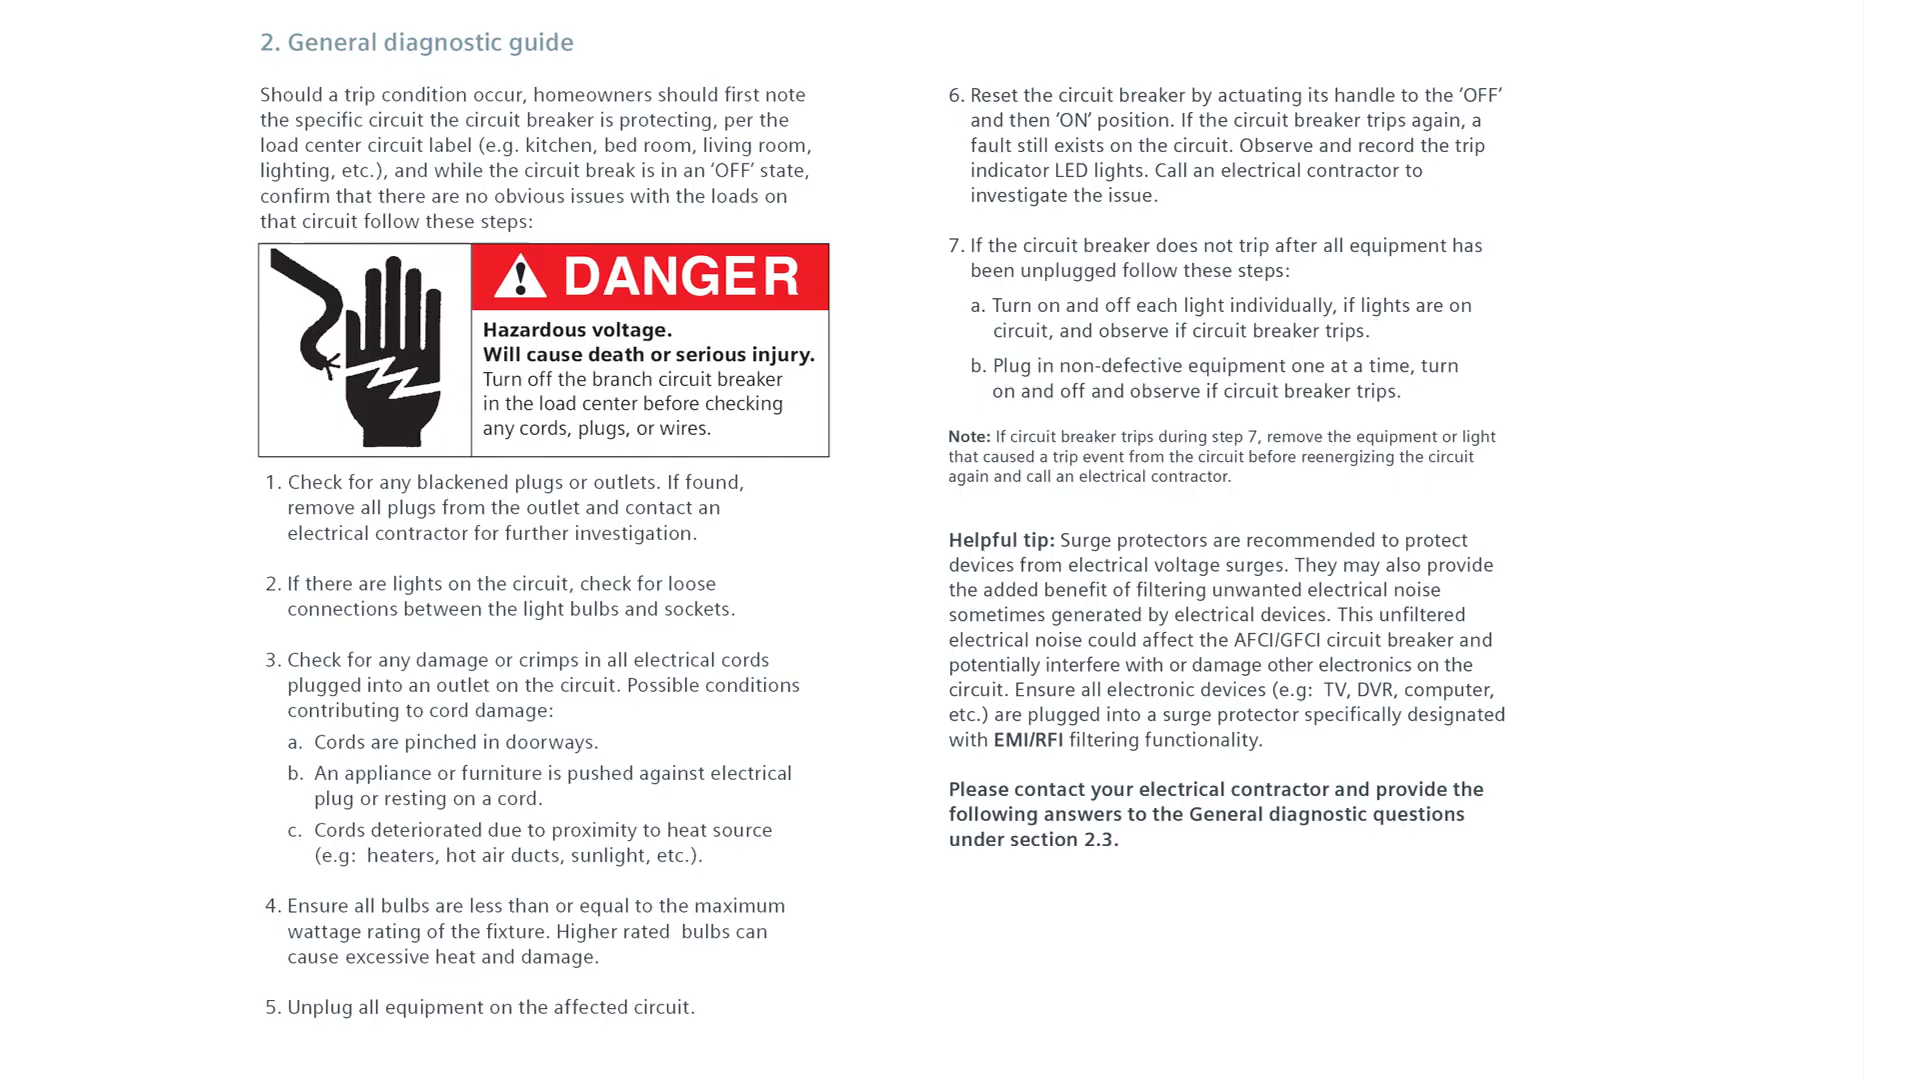 2. General diagnostic guide
Should a trip condition occur, homeowners should first note
the specific circuit the circuit breaker is protecting, per the
load center circuit label (e.g. kitchen, bed room, living room,
lighting, etc.), and while the circuit break is in an ‘OFF’ state,
confirm that there are no obvious issues with the loads on
that circuit follow these steps:
DANGER
Hazardous voltage.
Will cause death or serious injury.
Turn off the branch circuit breaker
in the load center before checking
any cords, plugs, or wires.
1. Check for any blackened plugs or outlets. If found,
remove all plugs from the outlet and contact an
electrical contractor for further investigation.
2. If there are lights on the circuit, check for loose
connections between the light bulbs and sockets.
3. Check for any damage or crimps in all electrical cords
plugged into an outlet on the circuit. Possible conditions
contributing to cord damage:
a. Cords are pinched in doorways.
b. An appliance or furniture is pushed against electrical
plug or resting on a cord.
c. Cords deteriorated due to proximity to heat source
(e.g: heaters, hot air ducts, sunlight, etc.).
4. Ensure all bulbs are less than or equal to the maximum
wattage rating of the fixture. Higher rated bulbs can
cause excessive heat and damage.
5. Unplug all equipment on the affected circuit.
6. Reset the circuit breaker by actuating its handle to the ‘OFF’
and then ‘ON’ position. If the circuit breaker trips again, a
fault still exists on the circuit. Observe and record the trip
indicator LED lights. Call an electrical contractor to
investigate the issue.
7. If the circuit breaker does not trip after all equipment has
been unplugged follow these steps:
a. Turn on and off each light individually, if lights are on
circuit, and observe if circuit breaker trips.
b. Plug in non-defective equipment one at a time, turn
on and off and observe if circuit breaker trips.
Note: If circuit breaker trips during step 7, remove the equipment or light
that caused a trip event from the circuit before reenergizing the circuit
again and call an electrical contractor.
Helpful tip: Surge protectors are recommended to protect
devices from electrical voltage surges. They may also provide
the added benefit of filtering unwanted electrical noise
sometimes generated by electrical devices. This unfiltered
electrical noise could affect the AFCI/GFCI circuit breaker and
potentially interfere with or damage other electronics on the
circuit. Ensure all electronic devices (e.g: TV, DVR, computer,
etc.) are plugged into a surge protector specifically designated
with EMI/RFI filtering functionality.
Please contact your electrical contractor and provide the
following answers to the General diagnostic questions
under section 2.3.